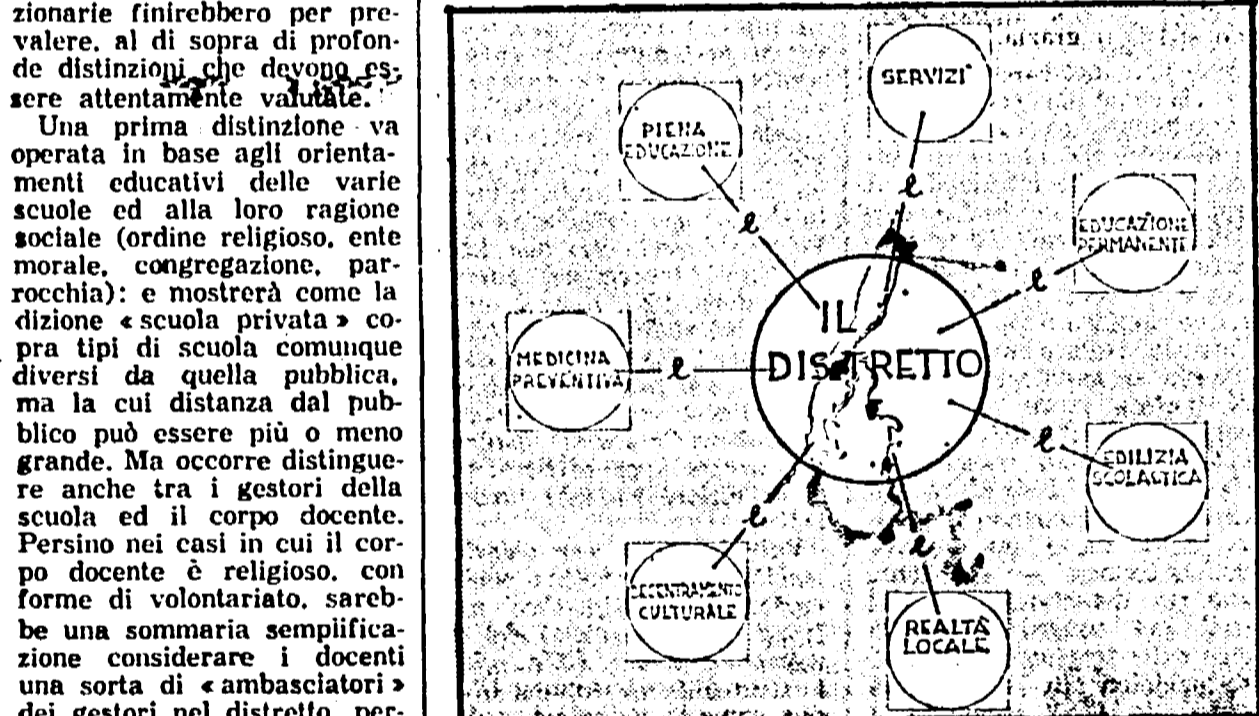 zionarie finirebbero per pre-
valere. al di sopra di profon-
de distinzioni che devono es-
sere attentamente valutate.
Una prima distinzione va
operata in base agli orienta-
menti educativi delle varie
scuole ed alla loro ragione
sociale (ordine religioso. ente
morale. congregazione. par-
rocchia): e mostrerà come la
dizione « scuola privata » co-
pra tipi di scuola comunque
diversi da quella pubblica.
ma la cui distanza dal pub-
blico può essere più o meno
grande. Ma occorre distingue-
re anche tra i gestori della
scuola ed il corpo docente.
Persino nei casi in cui il cor-
po docente è religioso. con
forme di volontariato. sareb-
be una sommaria semplifica-
zione considerare i docenti
una sorta di « ambasciatori »
dei gestori nel distretto. per-
SERVIZI
PIENA
EDUCAZIONE
e
e
EDUCAZIONE
PERMANENTE
e
IL
DISTRETTO
MEDICINA
PREVENTIVA
e
e
EDILIZIA
SCOLASTICA
e
DECENTRAMENTO
CULTURALE
e
REALTÀ
LOCALE